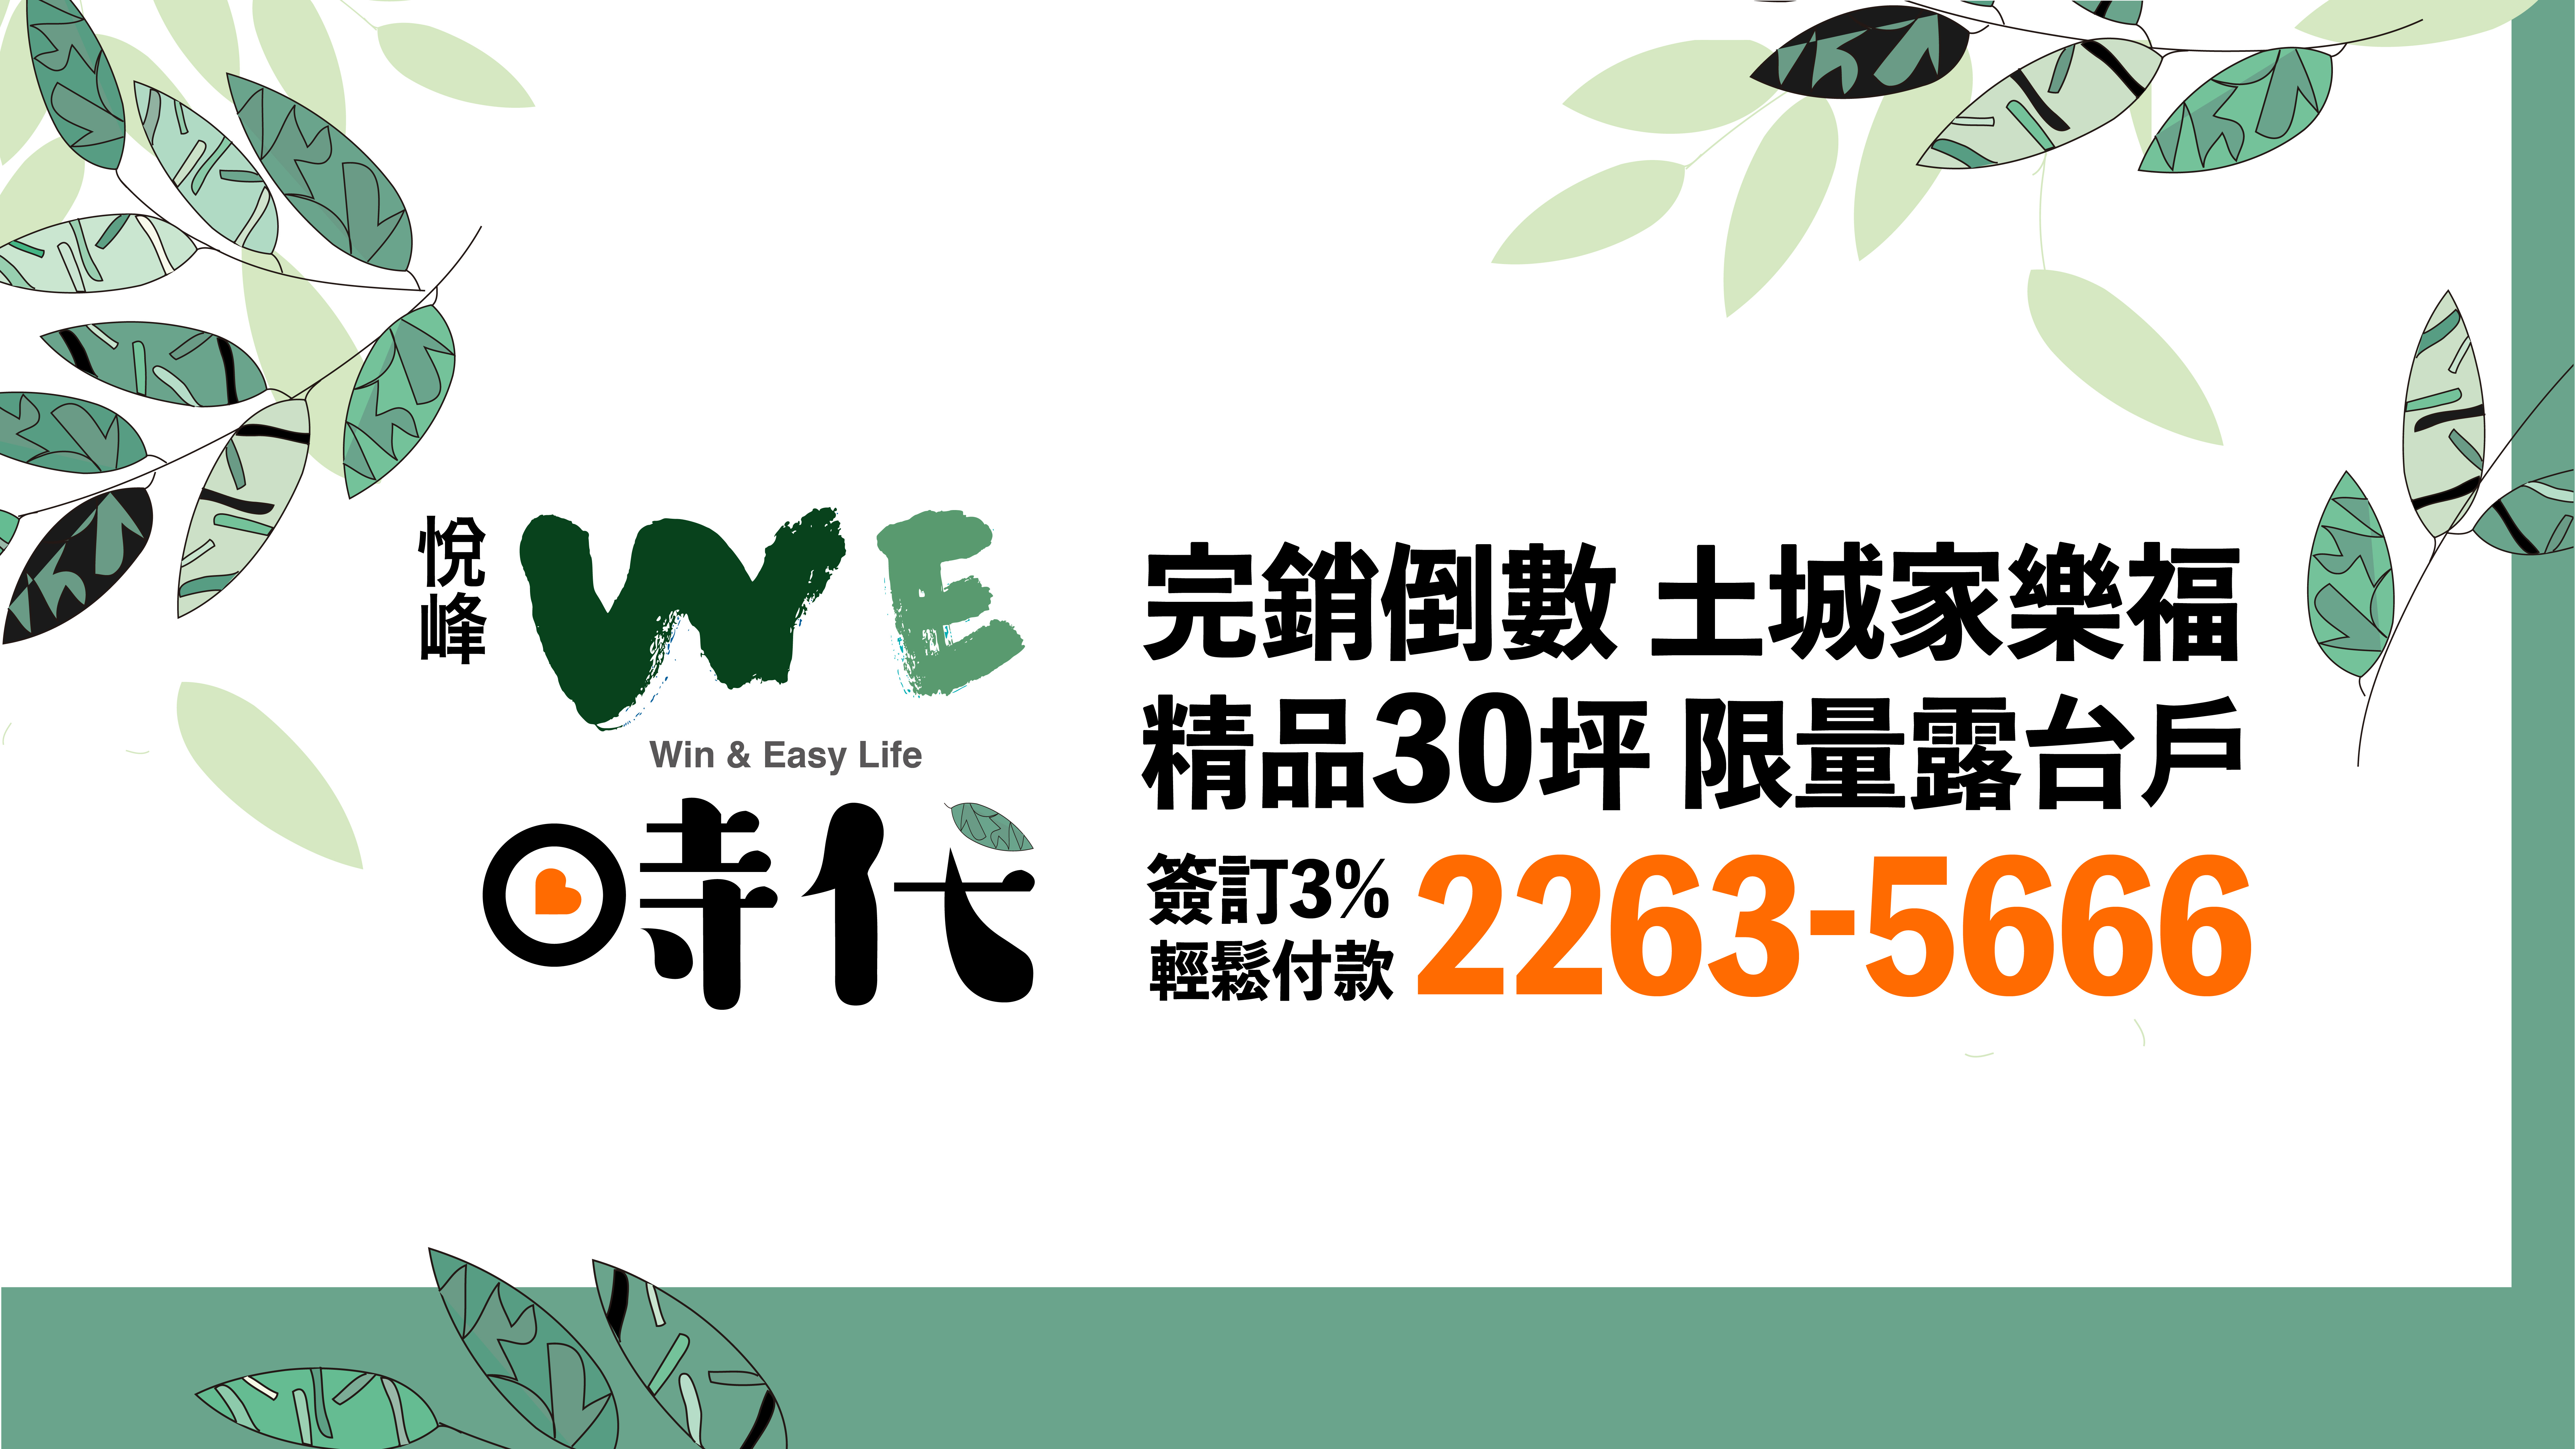 悅峰
WE
Win & Easy Life
時代
完銷倒數 土城家樂福
精品30坪 限量露台戶
簽訂3%
輕鬆付款
2263-5666